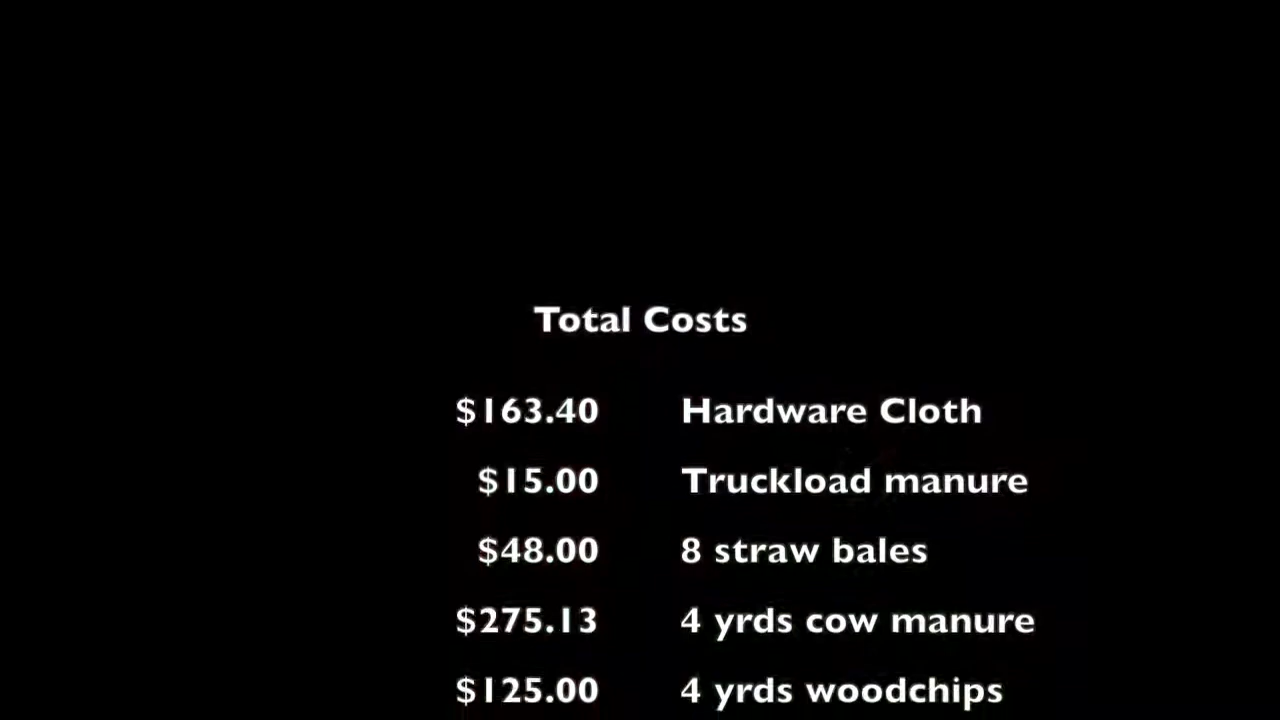 Total Costs
$163.40 Hardware Cloth
$15.00 Truckload manure
$48.00 8 straw bales
$275.13 4 yrds cow manure
$125.00 4 yrds woodchips